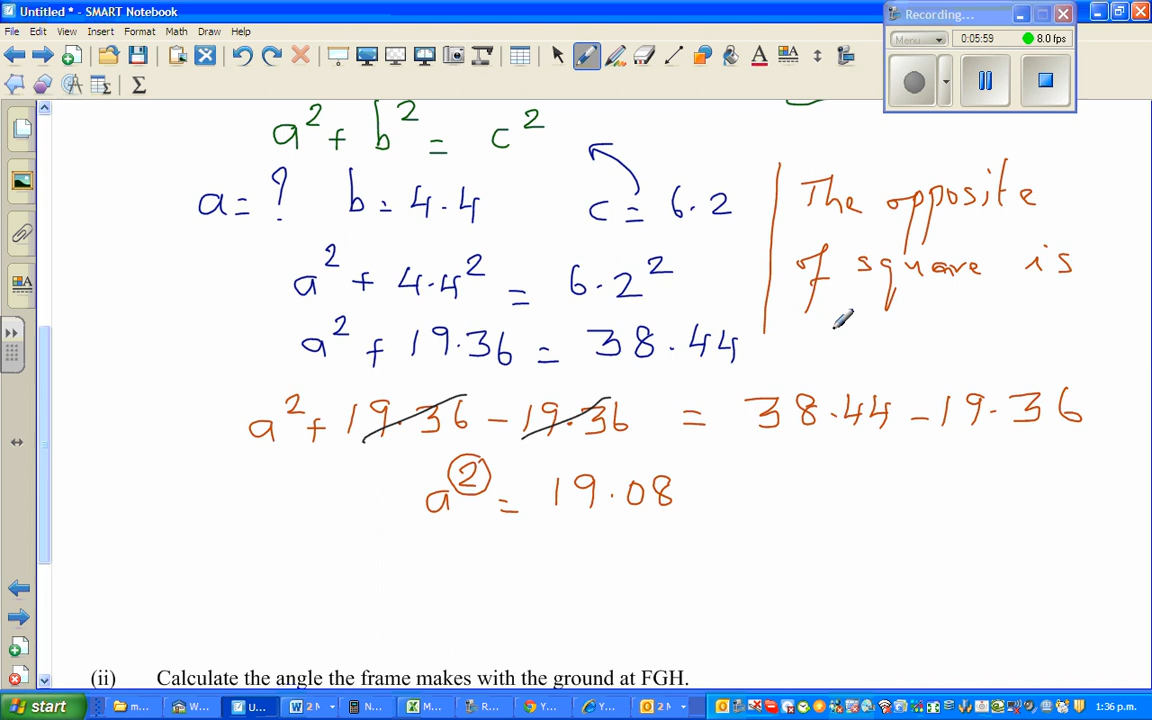 Untitled * - SMART Notebook
Recording...
File Edit View Insert Format Math Draw Help
Menu
0:05:59
8.0 fps
a² + b² = c²
a = ? b = 4.4 c = 6.2
The opposite
of square is
a² + 4.4² = 6.2²
a² + 19.36 = 38.44
a² + 19.36 - 19.36 = 38.44 - 19.36
a² = 19.08
(ii) Calculate the angle the frame makes with the ground at FGH.
start
m...
W...
U...
2 M...
N...
M...
R...
Y...
Y...
2 M...
1:36 p.m.